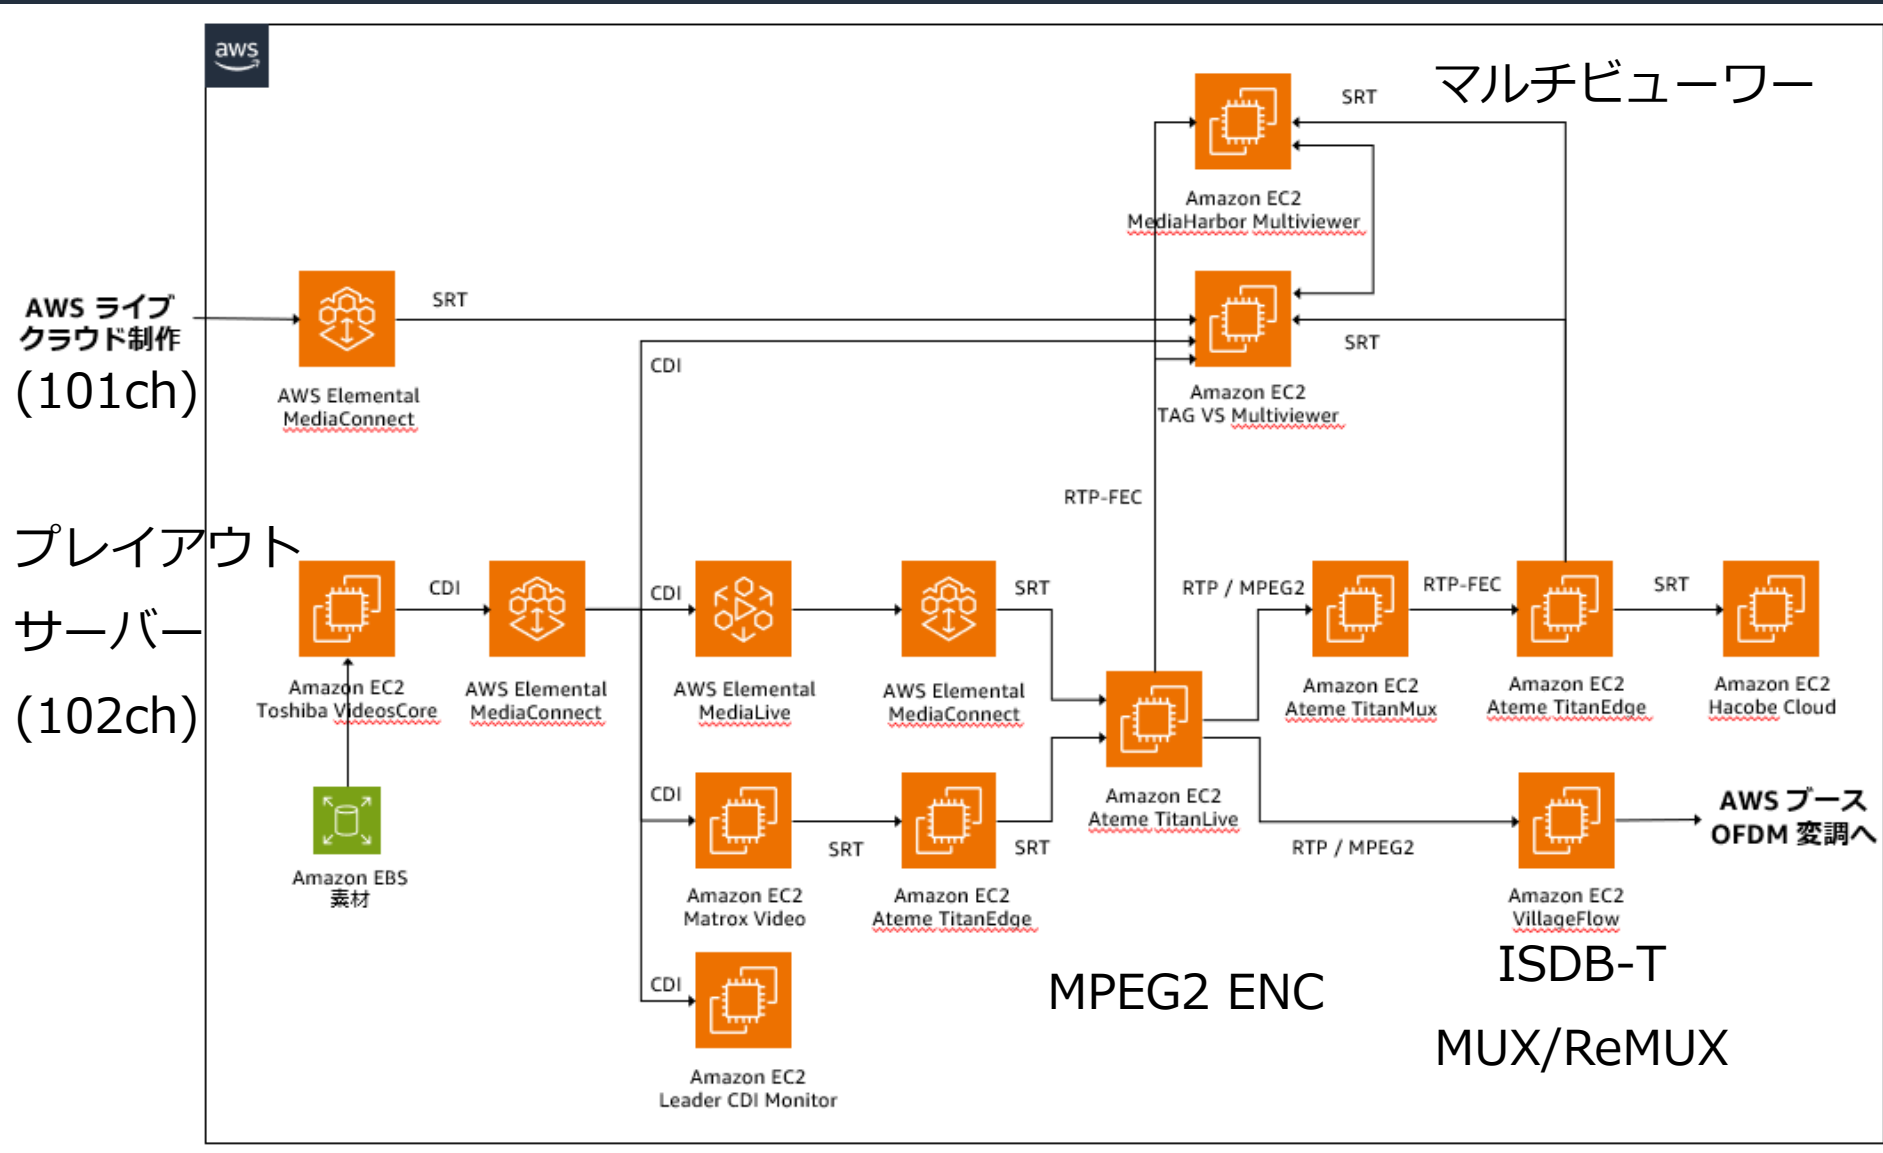 aws
マルチビューワー
SRT
Amazon EC2
MediaHarbor Multiviewer
AWS ライブ
クラウド制作
(101ch)
SRT
AWS Elemental
MediaConnect
CDI
SRT
Amazon EC2
TAG VS Multiviewer
RTP-FEC
プレイアウト
サーバー
(102ch)
CDI
CDI
SRT
RTP / MPEG2
RTP-FEC
SRT
Amazon EC2
Toshiba VideosCore
AWS Elemental
MediaConnect
AWS Elemental
MediaLive
AWS Elemental
MediaConnect
Amazon EC2
Ateme TitanMux
Amazon EC2
Ateme TitanEdge
Amazon EC2
Hacobe Cloud
Amazon EBS
素材
CDI
SRT
SRT
Amazon EC2
Ateme TitanLive
RTP / MPEG2
AWS ブース
OFDM 変調へ
Amazon EC2
Matrox Video
Amazon EC2
Ateme TitanEdge
Amazon EC2
VillageFlow
CDI
MPEG2 ENC
ISDB-T
MUX/ReMUX
Amazon EC2
Leader CDI Monitor